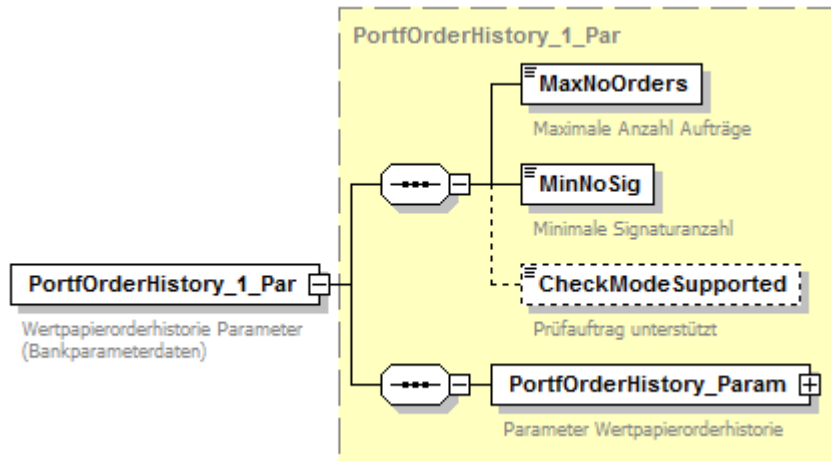 PortfOrderHistory_1_Par
MaxNoOrders
Maximale Anzahl Aufträge
MinNoSig
Minimale Signaturanzahl
CheckModeSupported
Prüfauftrag unterstützt
PortfOrderHistory_1_Par
Wertpapierorderhistorie Parameter
(Bankparameterdaten)
PortfOrderHistory_Param
Parameter Wertpapierorderhistorie